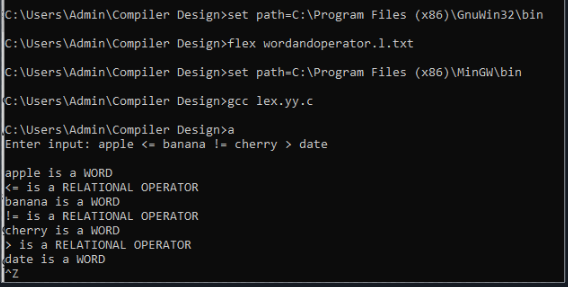 C:\Users\Admin\Compiler Design>set path=C:\Program Files (x86)\GnuWin32\bin
C:\Users\Admin\Compiler Design>flex wordandoperator.l.txt
C:\Users\Admin\Compiler Design>set path=C:\Program Files (x86)\MinGW\bin
C:\Users\Admin\Compiler Design>gcc lex.yy.c
C:\Users\Admin\Compiler Design>a
Enter input: apple <= banana != cherry > date
apple is a WORD
<= is a RELATIONAL OPERATOR
banana is a WORD
!= is a RELATIONAL OPERATOR
cherry is a WORD
> is a RELATIONAL OPERATOR
date is a WORD
^Z